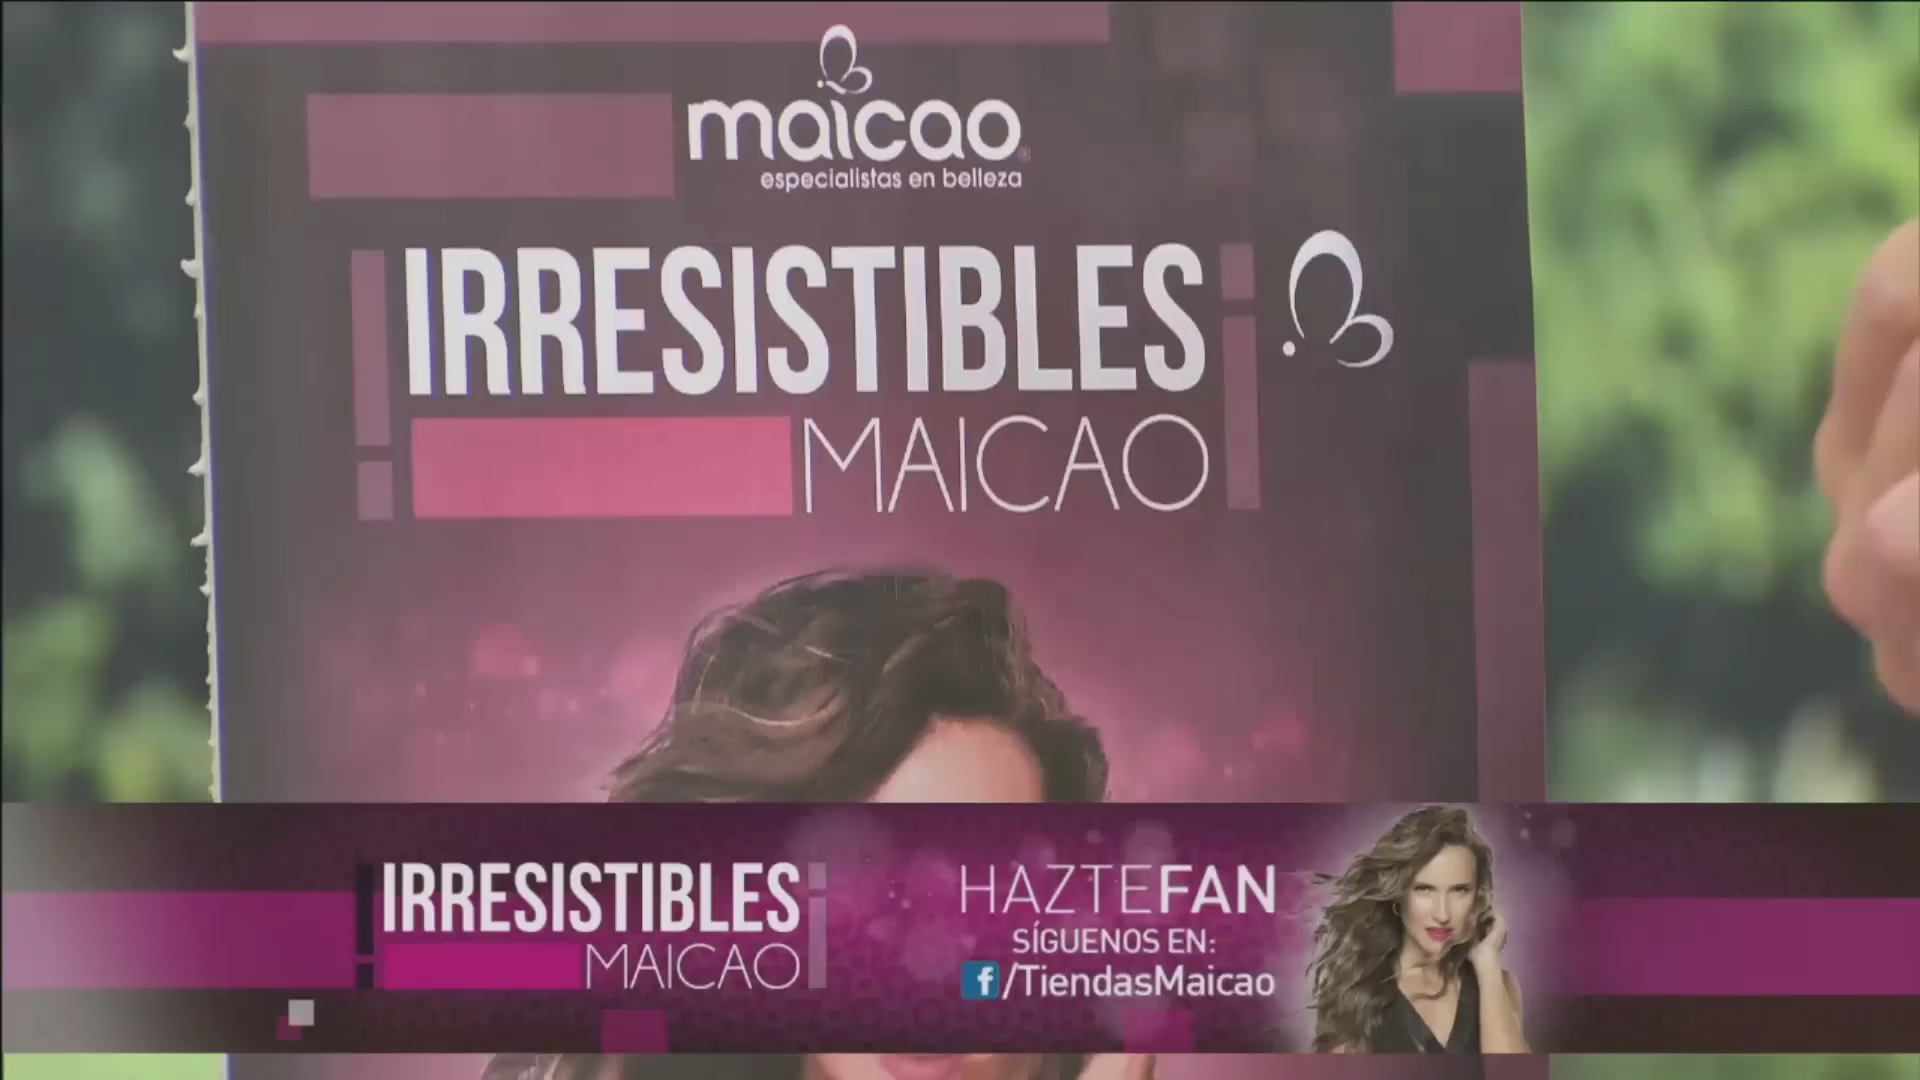 maicao
especialistas en belleza
IRRESISTIBLES
MAICAO
IRRESISTIBLES
MAICAO
HAZTEFAN
SÍGUENOS EN:
f/TiendasMaicao